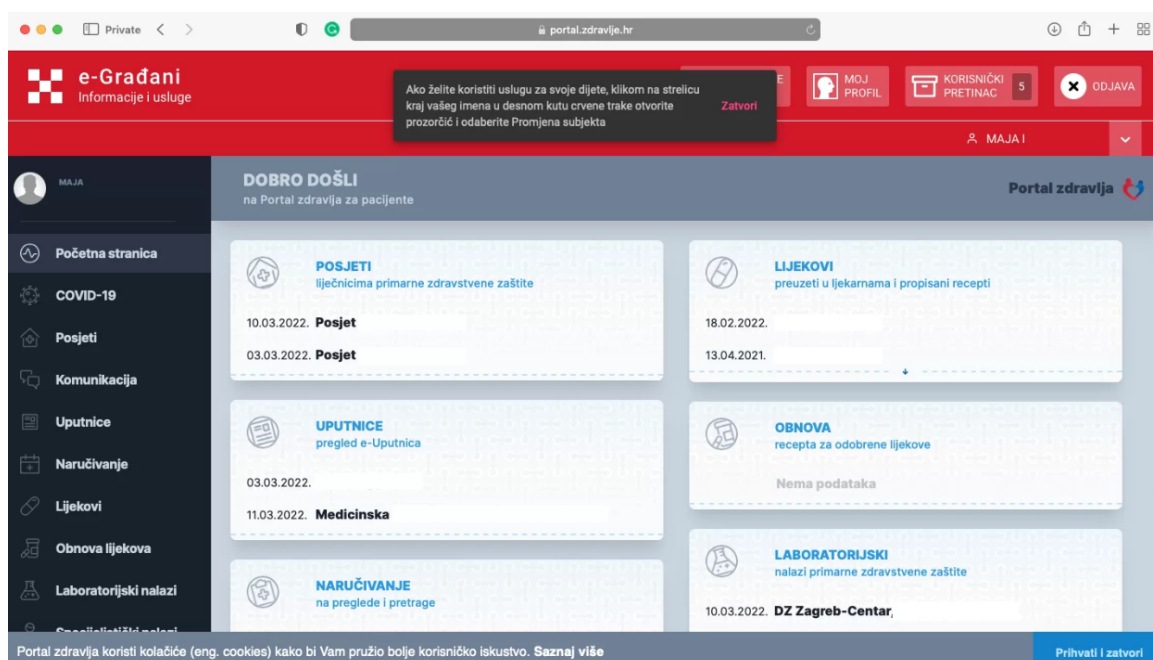 Private
portal.zdravlje.hr
e-Građani
Informacije i usluge
Ako želite koristiti uslugu za svoje dijete, klikom na strelicu
kraj vašeg imena u desnom kutu crvene trake otvorite
prozorčić i odaberite Promjena subjekta
Zatvori
MOJ
PROFIL
KORISNIČKI
PRETINAC
5
ODJAVA
MAJA I
MAJA
DOBRO DOŠLI
na Portal zdravlja za pacijente
Portal zdravlja
Početna stranica
COVID-19
Posjeti
Komunikacija
Uputnice
Naručivanje
Lijekovi
Obnova lijekova
Laboratorijski nalazi
Specijalistički nalazi
POSJETI
liječnicima primarne zdravstvene zaštite
10.03.2022. Posjet
03.03.2022. Posjet
LIJEKOVI
preuzeti u ljekarnama i propisani recepti
18.02.2022.
13.04.2021.
UPUTNICE
pregled e-Uputnica
03.03.2022.
11.03.2022. Medicinska
OBNOVA
recepta za odobrene lijekove
Nema podataka
NARUČIVANJE
na preglede i pretrage
LABORATORIJSKI
nalazi primarne zdravstvene zaštite
10.03.2022. DZ Zagreb-Centar,
Portal zdravlja koristi kolačiće (eng. cookies) kako bi Vam pružio bolje korisničko iskustvo. Saznaj više
Prihvati i zatvori